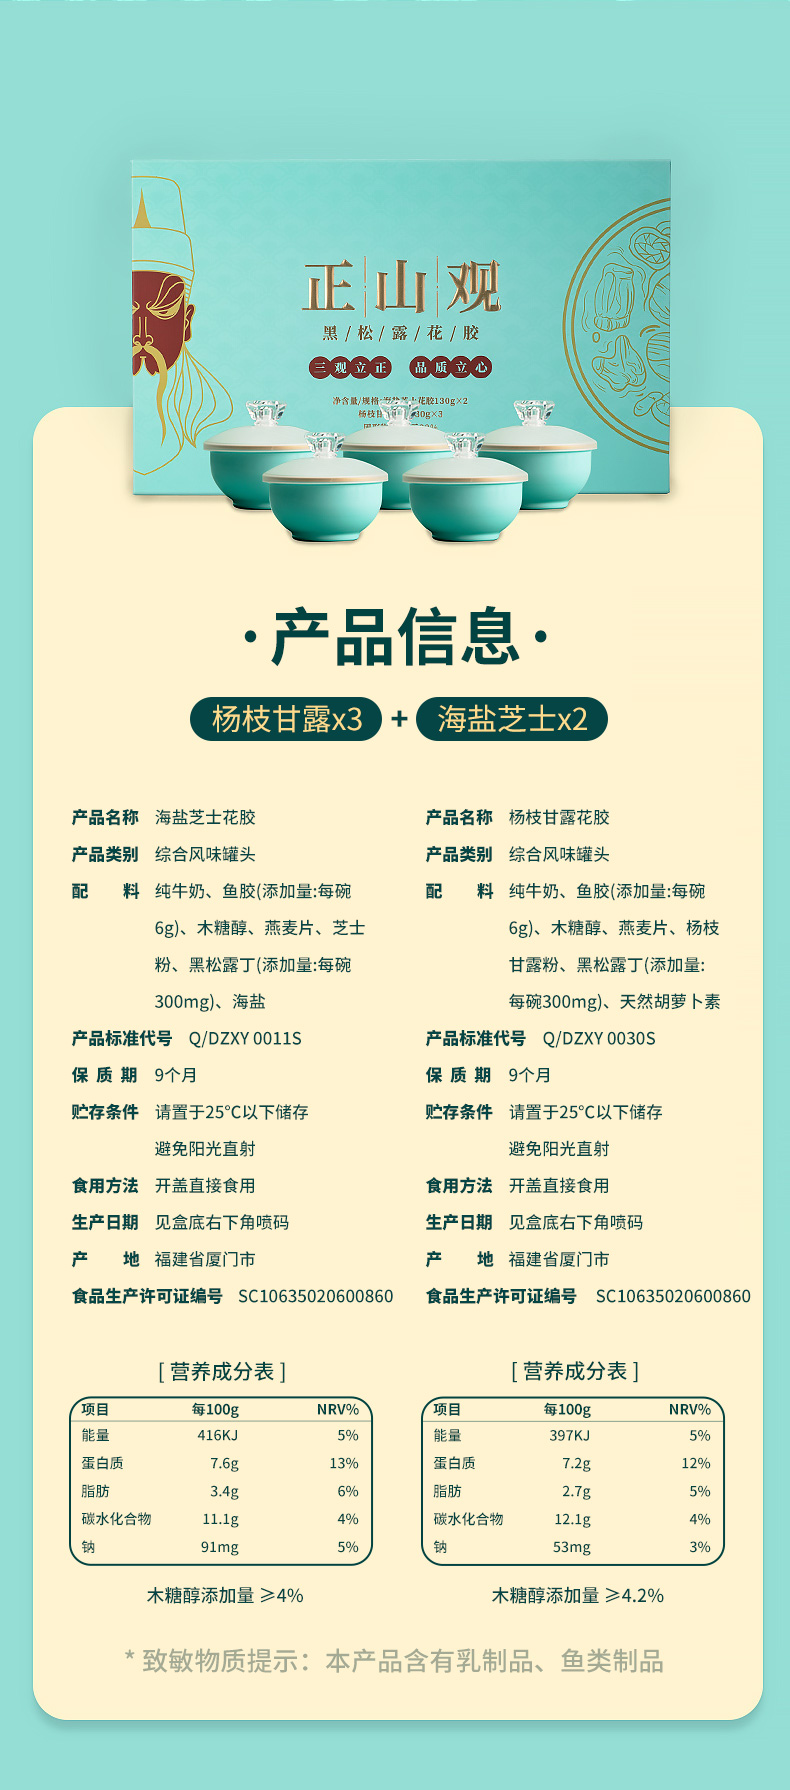 正山观
黑/松/露/花/胶
三观立正 品质立心
净含量/规格:海盐芝士花胶130g×2
·产品信息·
杨枝甘露x3 + 海盐芝士x2
产品名称 海盐芝士花胶
产品类别 综合风味罐头
配 料 纯牛奶、鱼胶(添加量:每碗
6g)、木糖醇、燕麦片、芝士
粉、黑松露丁(添加量:每碗
300mg)、海盐
产品标准代号 Q/DZXY 0011S
保 质 期 9个月
贮存条件 请置于25℃以下储存
避免阳光直射
食用方法 开盖直接食用
生产日期 见盒底右下角喷码
产 地 福建省厦门市
食品生产许可证编号 SC10635020600860
产品名称 杨枝甘露花胶
产品类别 综合风味罐头
配 料 纯牛奶、鱼胶(添加量:每碗
6g)、木糖醇、燕麦片、杨枝
甘露粉、黑松露丁(添加量:
每碗300mg)、天然胡萝卜素
产品标准代号 Q/DZXY 0030S
保 质 期 9个月
贮存条件 请置于25℃以下储存
避免阳光直射
食用方法 开盖直接食用
生产日期 见盒底右下角喷码
产 地 福建省厦门市
食品生产许可证编号 SC10635020600860
[ 营养成分表 ]
项目 每100g NRV%
能量 416KJ 5%
蛋白质 7.6g 13%
脂肪 3.4g 6%
碳水化合物 11.1g 4%
钠 91mg 5%
木糖醇添加量 ≥4%
[ 营养成分表 ]
项目 每100g NRV%
能量 397KJ 5%
蛋白质 7.2g 12%
脂肪 2.7g 5%
碳水化合物 12.1g 4%
钠 53mg 3%
木糖醇添加量 ≥4.2%
* 致敏物质提示：本产品含有乳制品、鱼类制品